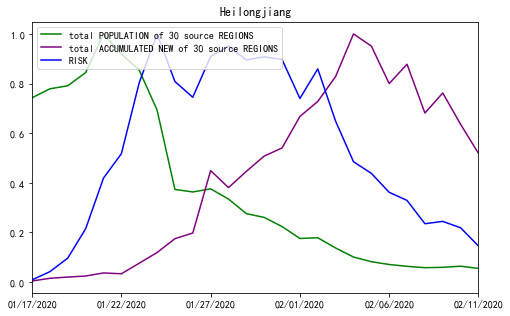 Heilongjiang
total POPULATION of 30 source REGIONS
total ACCUMULATED NEW of 30 source REGIONS
RISK
1.0
0.8
0.6
0.4
0.2
0.0
01/17/2020 01/22/2020 01/27/2020 02/01/2020 02/06/2020 02/11/2020